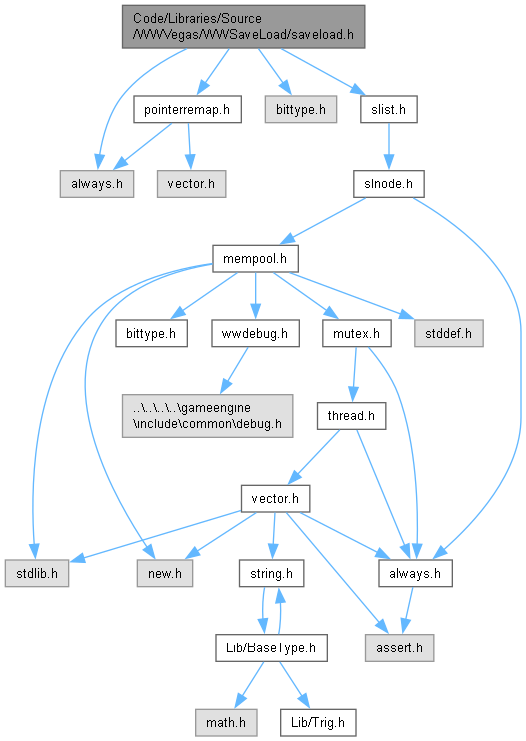 Code/Libraries/Source
/WWVegas/WWSaveLoad/saveload.h
pointerremap.h
bittype.h
slist.h
always.h
vector.h
slnode.h
mempool.h
bittype.h
wwdebug.h
mutex.h
stddef.h
..\..\..\..\gameengine
\include\common\debug.h
thread.h
vector.h
stdlib.h
new.h
string.h
always.h
Lib/BaseType.h
assert.h
math.h
Lib/Trig.h